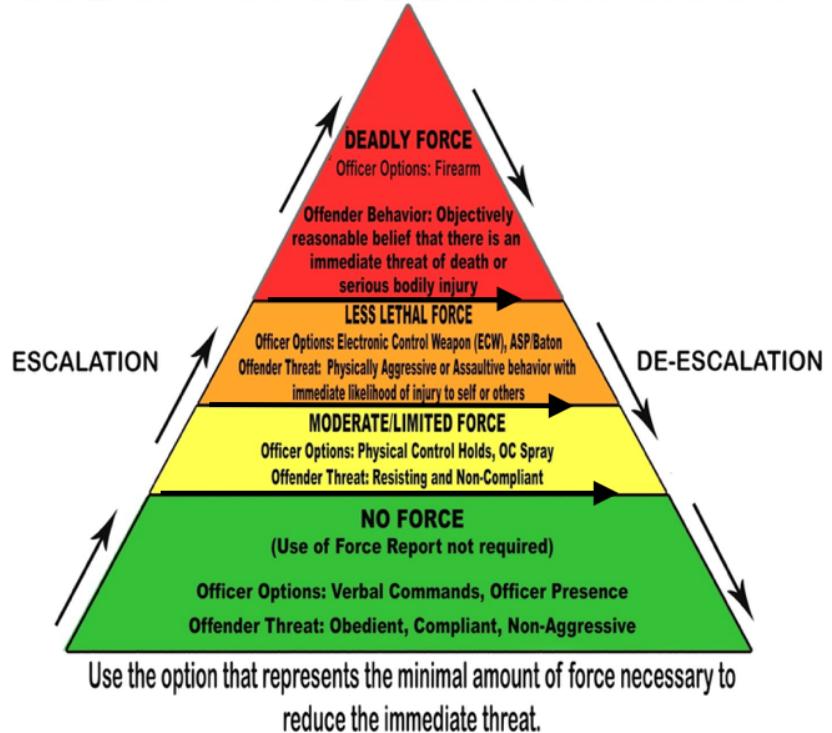 DEADLY FORCE
Officer Options: Firearm
Offender Behavior: Objectively
reasonable belief that there is an
immediate threat of death or
serious bodily injury
LESS LETHAL FORCE
Officer Options: Electronic Control Weapon (ECW), ASP/Baton
Offender Threat: Physically Aggressive or Assaultive behavior with
immediate likelihood of injury to self or others
ESCALATION
DE-ESCALATION
MODERATE/LIMITED FORCE
Officer Options: Physical Control Holds, OC Spray
Offender Threat: Resisting and Non-Compliant
NO FORCE
(Use of Force Report not required)
Officer Options: Verbal Commands, Officer Presence
Offender Threat: Obedient, Compliant, Non-Aggressive
Use the option that represents the minimal amount of force necessary to
reduce the immediate threat.